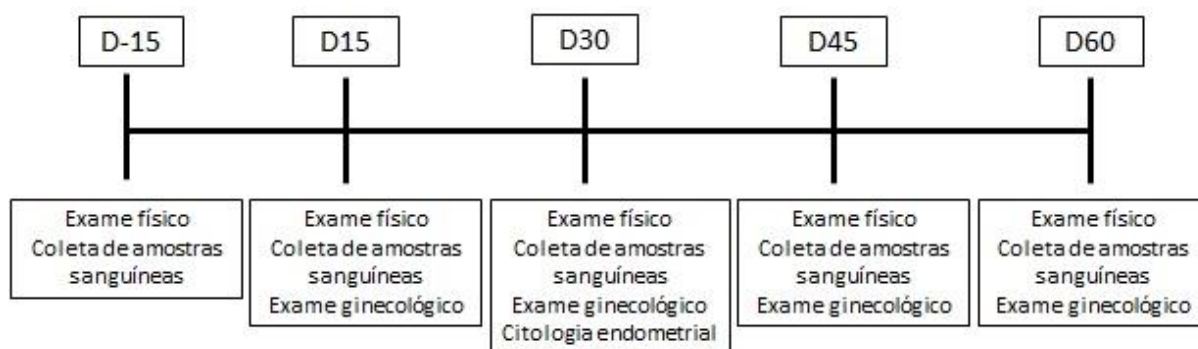 D-15
D15
D30
D45
D60
Exame físico
Coleta de amostras
sanguíneas
Exame físico
Coleta de amostras
sanguíneas
Exame ginecológico
Exame físico
Coleta de amostras
sanguíneas
Exame ginecológico
Citologia endometrial
Exame físico
Coleta de amostras
sanguíneas
Exame ginecológico
Exame físico
Coleta de amostras
sanguíneas
Exame ginecológico